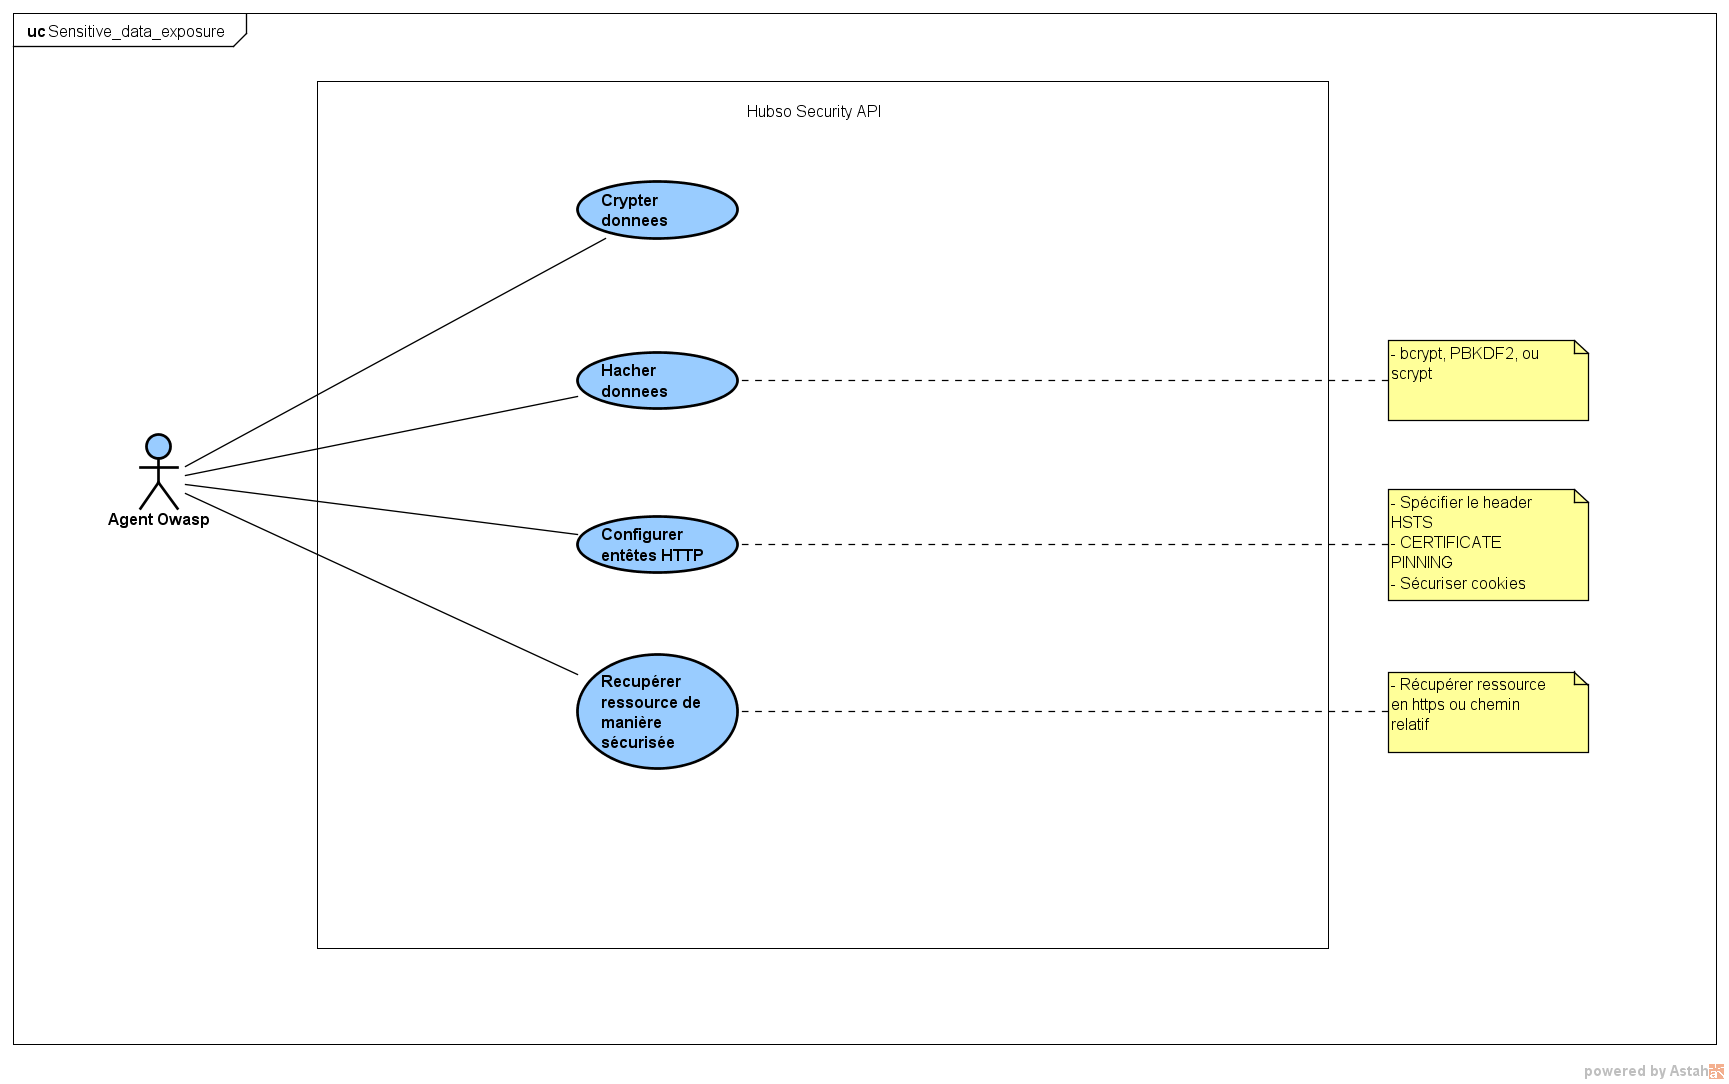 uc Sensitive_data_exposure
Hubso Security API
Crypter
donnees
Hacher
donnees
- bcrypt, PBKDF2, ou
scrypt
Agent Owasp
Configurer
entêtes HTTP
- Spécifier le header
HSTS
- CERTIFICATE
PINNING
- Sécuriser cookies
Recupérer
ressource de
manière
sécurisée
- Récupérer ressource
en https ou chemin
relatif
powered by Astah